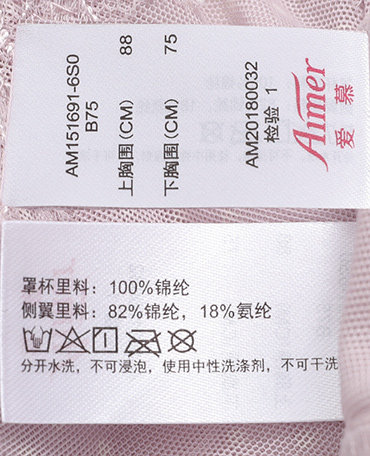 Aimer
爱慕
AM151691-6S0
B75
上胸围(CM) 88
下胸围(CM) 75
AM20180032
检验 1
罩杯里料：100%锦纶
侧翼里料：82%锦纶，18%氨纶
分开水洗，不可浸泡，使用中性洗涤剂，不可干洗